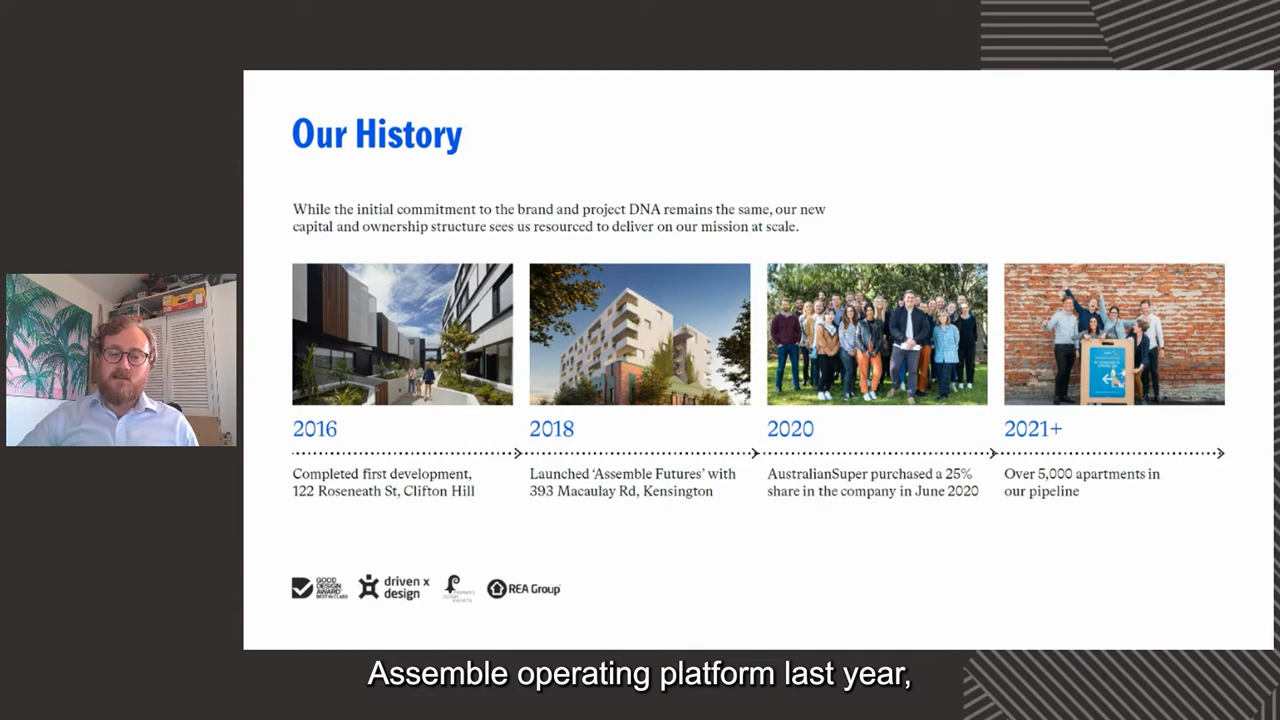 Our History
While the initial commitment to the brand and project DNA remains the same, our new
capital and ownership structure sees us resourced to deliver on our mission at scale.
2016
Completed first development,
122 Roseneath St, Clifton Hill
2018
Launched ‘Assemble Futures’ with
393 Macaulay Rd, Kensington
2020
AustralianSuper purchased a 25%
share in the company in June 2020
2021+
Over 5,000 apartments in
our pipeline
GOOD
DESIGN
AWARD
BEST IN CLASS
driven x
design
REA Group
Assemble operating platform last year,